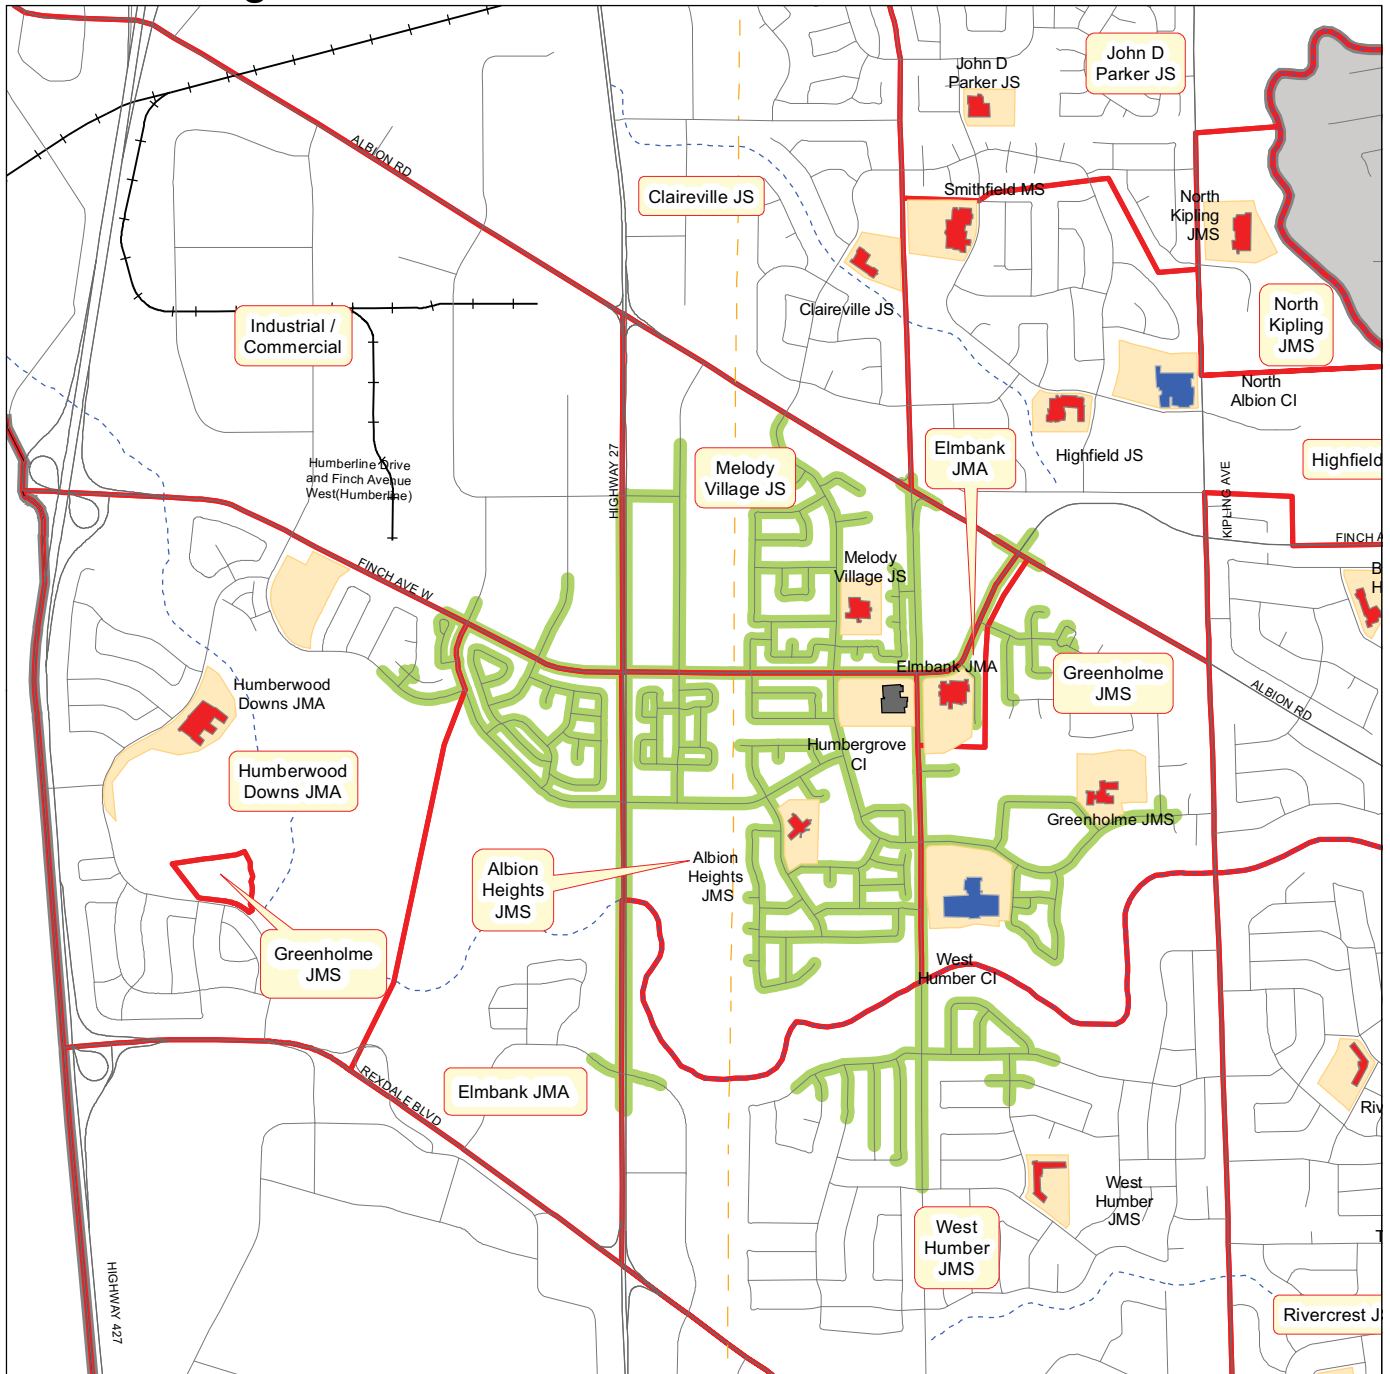 John D
Parker JS
John D
Parker JS
ALBION RD
Claireville JS
Smithfield MS
North
Kipling
JMS
Claireville JS
North
Kipling
JMS
Industrial /
Commercial
North
Albion CI
Elmbank
JMA
Highfield JS
Highfield
Melody
Village JS
Humberline Drive
and Finch Avenue
West(Humberline)
HIGHWAY 27
KIPLING AVE
FINCH A
FINCH AVE W
Melody
Village JS
B
H
Elmbank JMA
Greenholme
JMS
Humberwood
Downs JMA
ALBION RD
Humbergrove
CI
Humberwood
Downs JMA
Greenholme JMS
Albion
Heights
JMS
Albion
Heights
JMS
Greenholme
JMS
West
Humber CI
Elmbank JMA
REXDALE BLVD
Riv
West
Humber
JMS
West
Humber
JMS
T
HIGHWAY 427
Rivercrest J